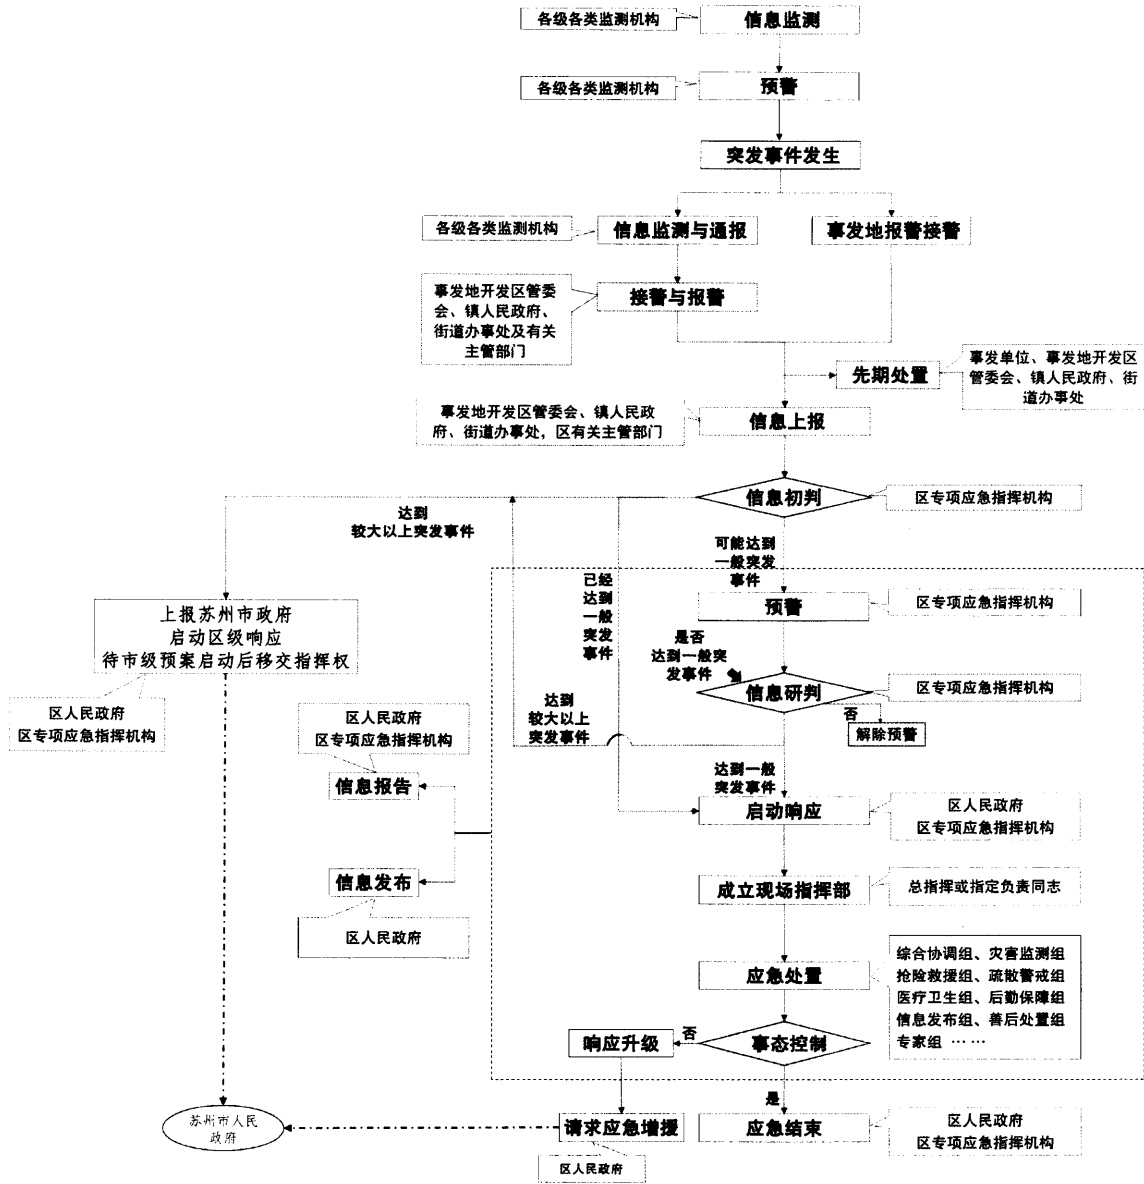 各级各类监测机构
信息监测
各级各类监测机构
预警
突发事件发生
各级各类监测机构
信息监测与通报
事发地报警接警
事发地开发区管委
会、镇人民政府、
街道办事处及有关
主管部门
接警与报警
先期处置
事发单位、事发地开发区
管委会、镇人民政府、街
道办事处
事发地开发区管委会、镇人民政
府、街道办事处，区有关主管部门
信息上报
信息初判
区专项应急指挥机构
达到
较大以上突发事件
可能达到
一般突发
事件
已经
达到
一般
突发
事件
上报苏州市政府
启动区级响应
待市级预案启动后移交指挥权
区人民政府
区专项应急指挥机构
预警
区专项应急指挥机构
是否
达到一般突
发事件
信息研判
区专项应急指挥机构
否
解除预警
达到
较大以上
突发事件
区人民政府
区专项应急指挥机构
信息报告
达到一般
突发事件
启动响应
区人民政府
区专项应急指挥机构
信息发布
区人民政府
成立现场指挥部
总指挥或指定负责同志
应急处置
综合协调组、灾害监测组
抢险救援组、疏散警戒组
医疗卫生组、后勤保障组
信息发布组、善后处置组
专家组 … …
事态控制
否
响应升级
是
苏州市人民
政府
请求应急增援
区人民政府
应急结束
区人民政府
区专项应急指挥机构